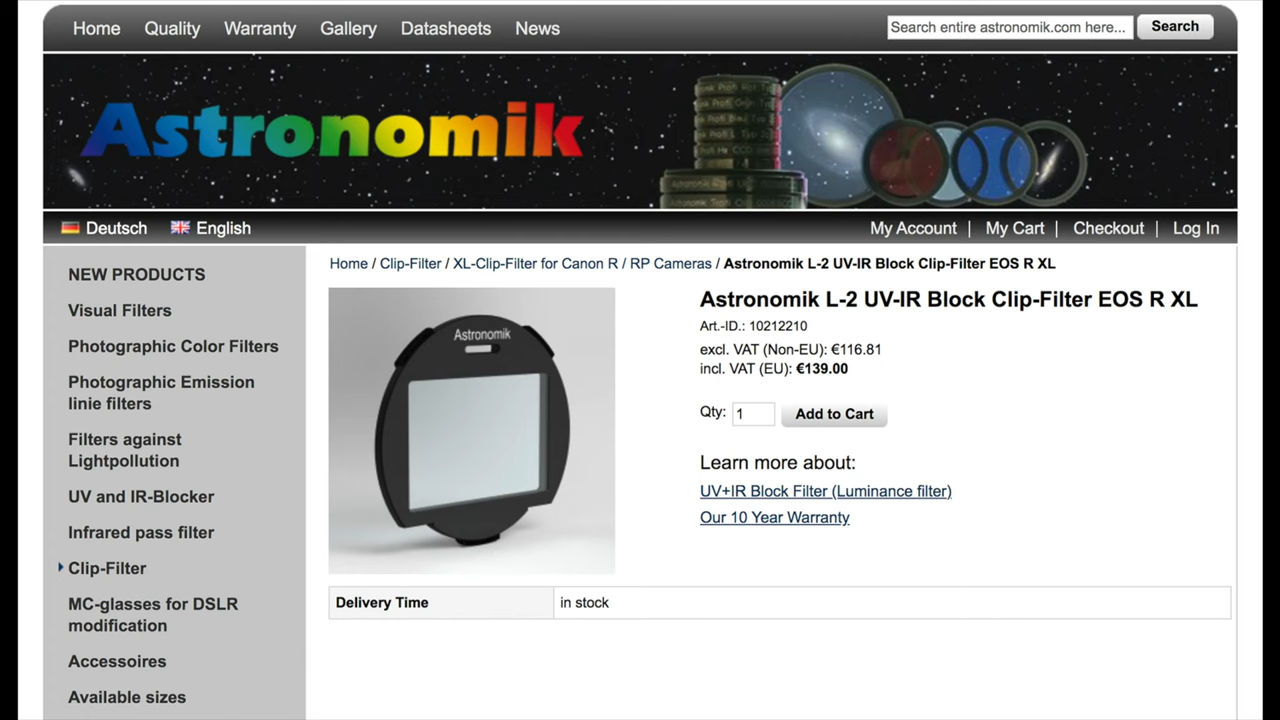 Home Quality Warranty Gallery Datasheets News
Search entire astronomik.com here... Search
Astronomik
Deutsch English
My Account | My Cart | Checkout | Log In
NEW PRODUCTS
Visual Filters
Photographic Color Filters
Photographic Emission
linie filters
Filters against
Lightpollution
UV and IR-Blocker
Infrared pass filter
Clip-Filter
MC-glasses for DSLR
modification
Accessoires
Available sizes
Home / Clip-Filter / XL-Clip-Filter for Canon R / RP Cameras / Astronomik L-2 UV-IR Block Clip-Filter EOS R XL
Astronomik
Astronomik L-2 UV-IR Block Clip-Filter EOS R XL
Art.-ID.: 10212210
excl. VAT (Non-EU): €116.81
incl. VAT (EU): €139.00
Qty: 1 Add to Cart
Learn more about:
UV+IR Block Filter (Luminance filter)
Our 10 Year Warranty
Delivery Time in stock